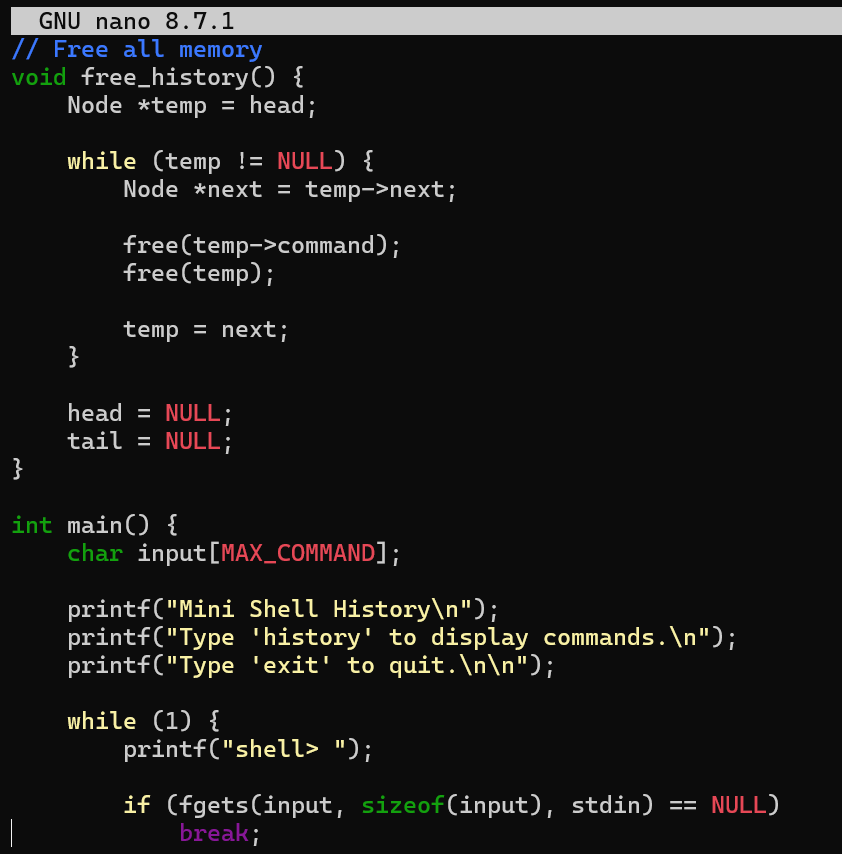 GNU nano 8.7.1
// Free all memory
void free_history() {
    Node *temp = head;

    while (temp != NULL) {
        Node *next = temp->next;

        free(temp->command);
        free(temp);

        temp = next;
    }

    head = NULL;
    tail = NULL;
}

int main() {
    char input[MAX_COMMAND];

    printf("Mini Shell History\n");
    printf("Type 'history' to display commands.\n");
    printf("Type 'exit' to quit.\n\n");

    while (1) {
        printf("shell> ");

        if (fgets(input, sizeof(input), stdin) == NULL)
            break;